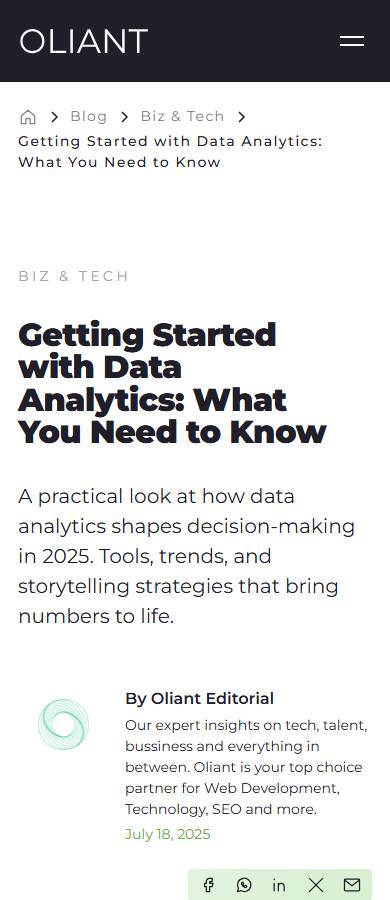 OLIANT
Blog Biz & Tech
Getting Started with Data Analytics:
What You Need to Know
BIZ & TECH
Getting Started
with Data
Analytics: What
You Need to Know
A practical look at how data
analytics shapes decision-making
in 2025. Tools, trends, and
storytelling strategies that bring
numbers to life.
By Oliant Editorial
Our expert insights on tech, talent,
bussiness and everything in
between. Oliant is your top choice
partner for Web Development,
Technology, SEO and more.
July 18, 2025